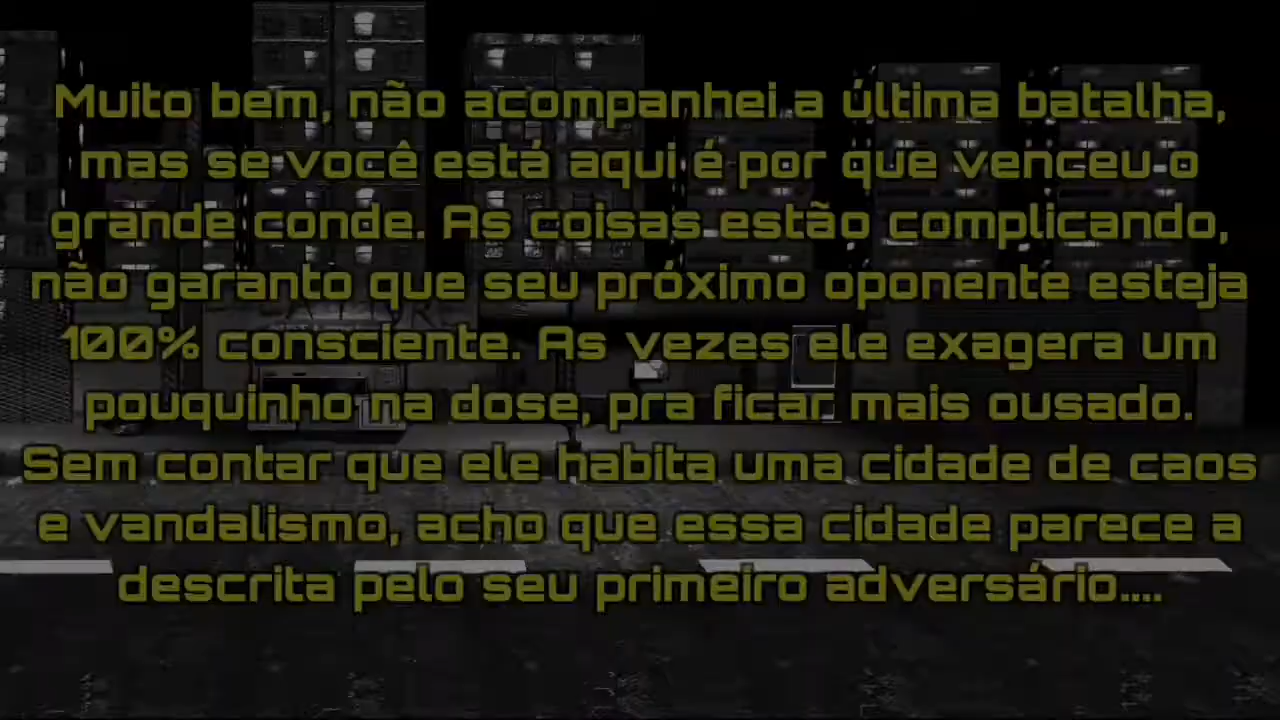 Muito bem, não acompanhei a última batalha,
mas se você está aqui é por que venceu o
grande conde. As coisas estão complicando,
não garanto que seu próximo oponente esteja
100% consciente. As vezes ele exagera um
pouquinho na dose, pra ficar mais ousado.
Sem contar que ele habita uma cidade de caos
e vandalismo, acho que essa cidade parece a
descrita pelo seu primeiro adversário....